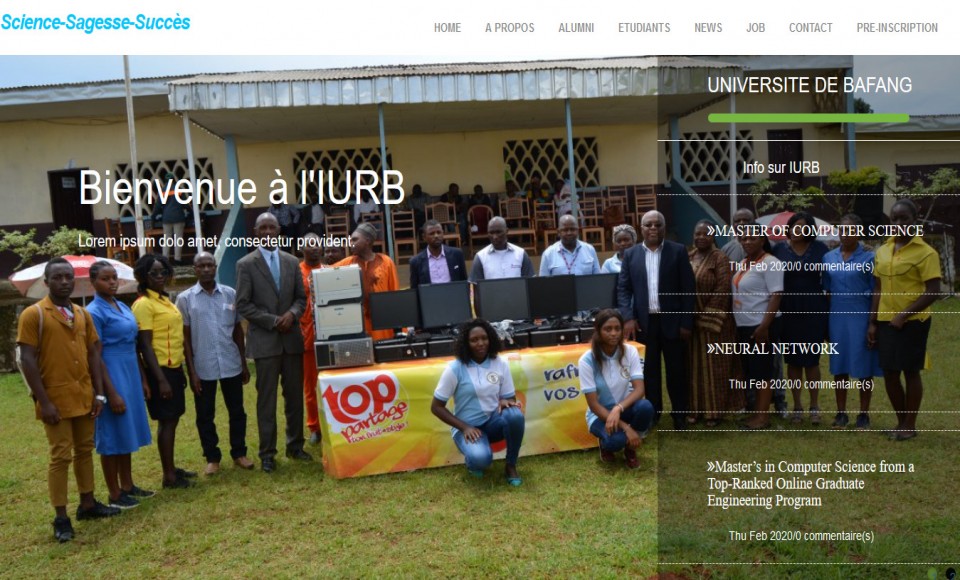 Science-Sagesse-Succès
HOME A PROPOS ALUMNI ETUDIANTS NEWS JOB CONTACT PRE-INSCRIPTION
UNIVERSITE DE BAFANG
Info sur IURB
Bienvenue à l'IURB
Lorem ipsum dolo amet, consectetur provident.
»MASTER OF COMPUTER SCIENCE
Thu Feb 2020/0 commentaire(s)
»NEURAL NETWORK
Thu Feb 2020/0 commentaire(s)
»Master's in Computer Science from a
Top-Ranked Online Graduate
Engineering Program
Thu Feb 2020/0 commentaire(s)
top
partage